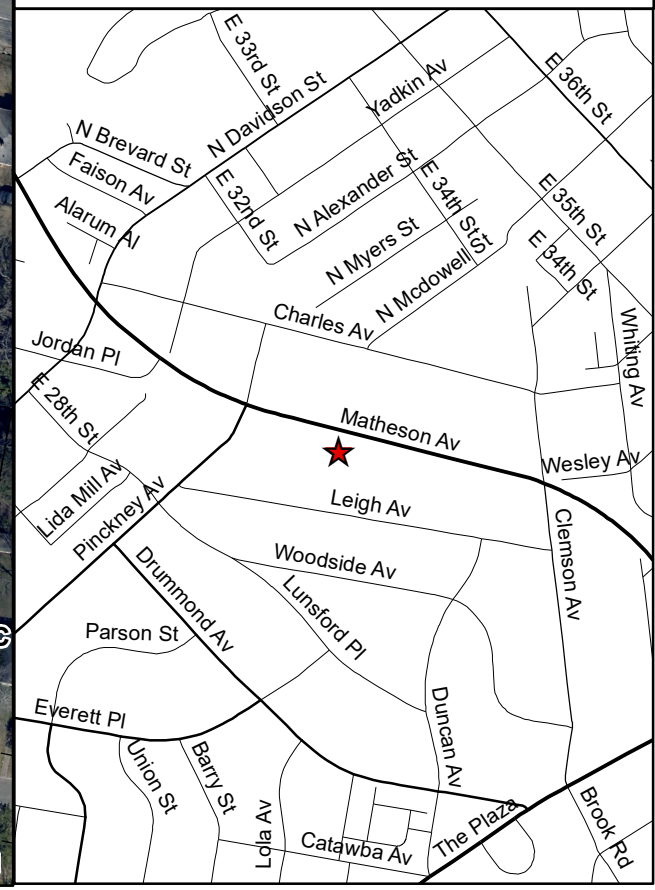 E 33rd St
E 36th St
Yadkin Av
N Davidson St
N Brevard St
Faison Av
E 32nd St
N Alexander St
E 34th St
St
E 35th St
Alarum Al
N Myers St
E 34th St
N Mcdowell
Charles Av
Whiting Av
Jordan Pl
E 28th St
Matheson Av
Wesley Av
Lida Mill Av
Pinckney Av
Leigh Av
Clemson Av
Woodside Av
Drummond Av
Lunsford Pl
Parson St
Everett Pl
Duncan Av
Union St
Barry St
Lola Av
Catawba Av
The Plaza
Brook Rd